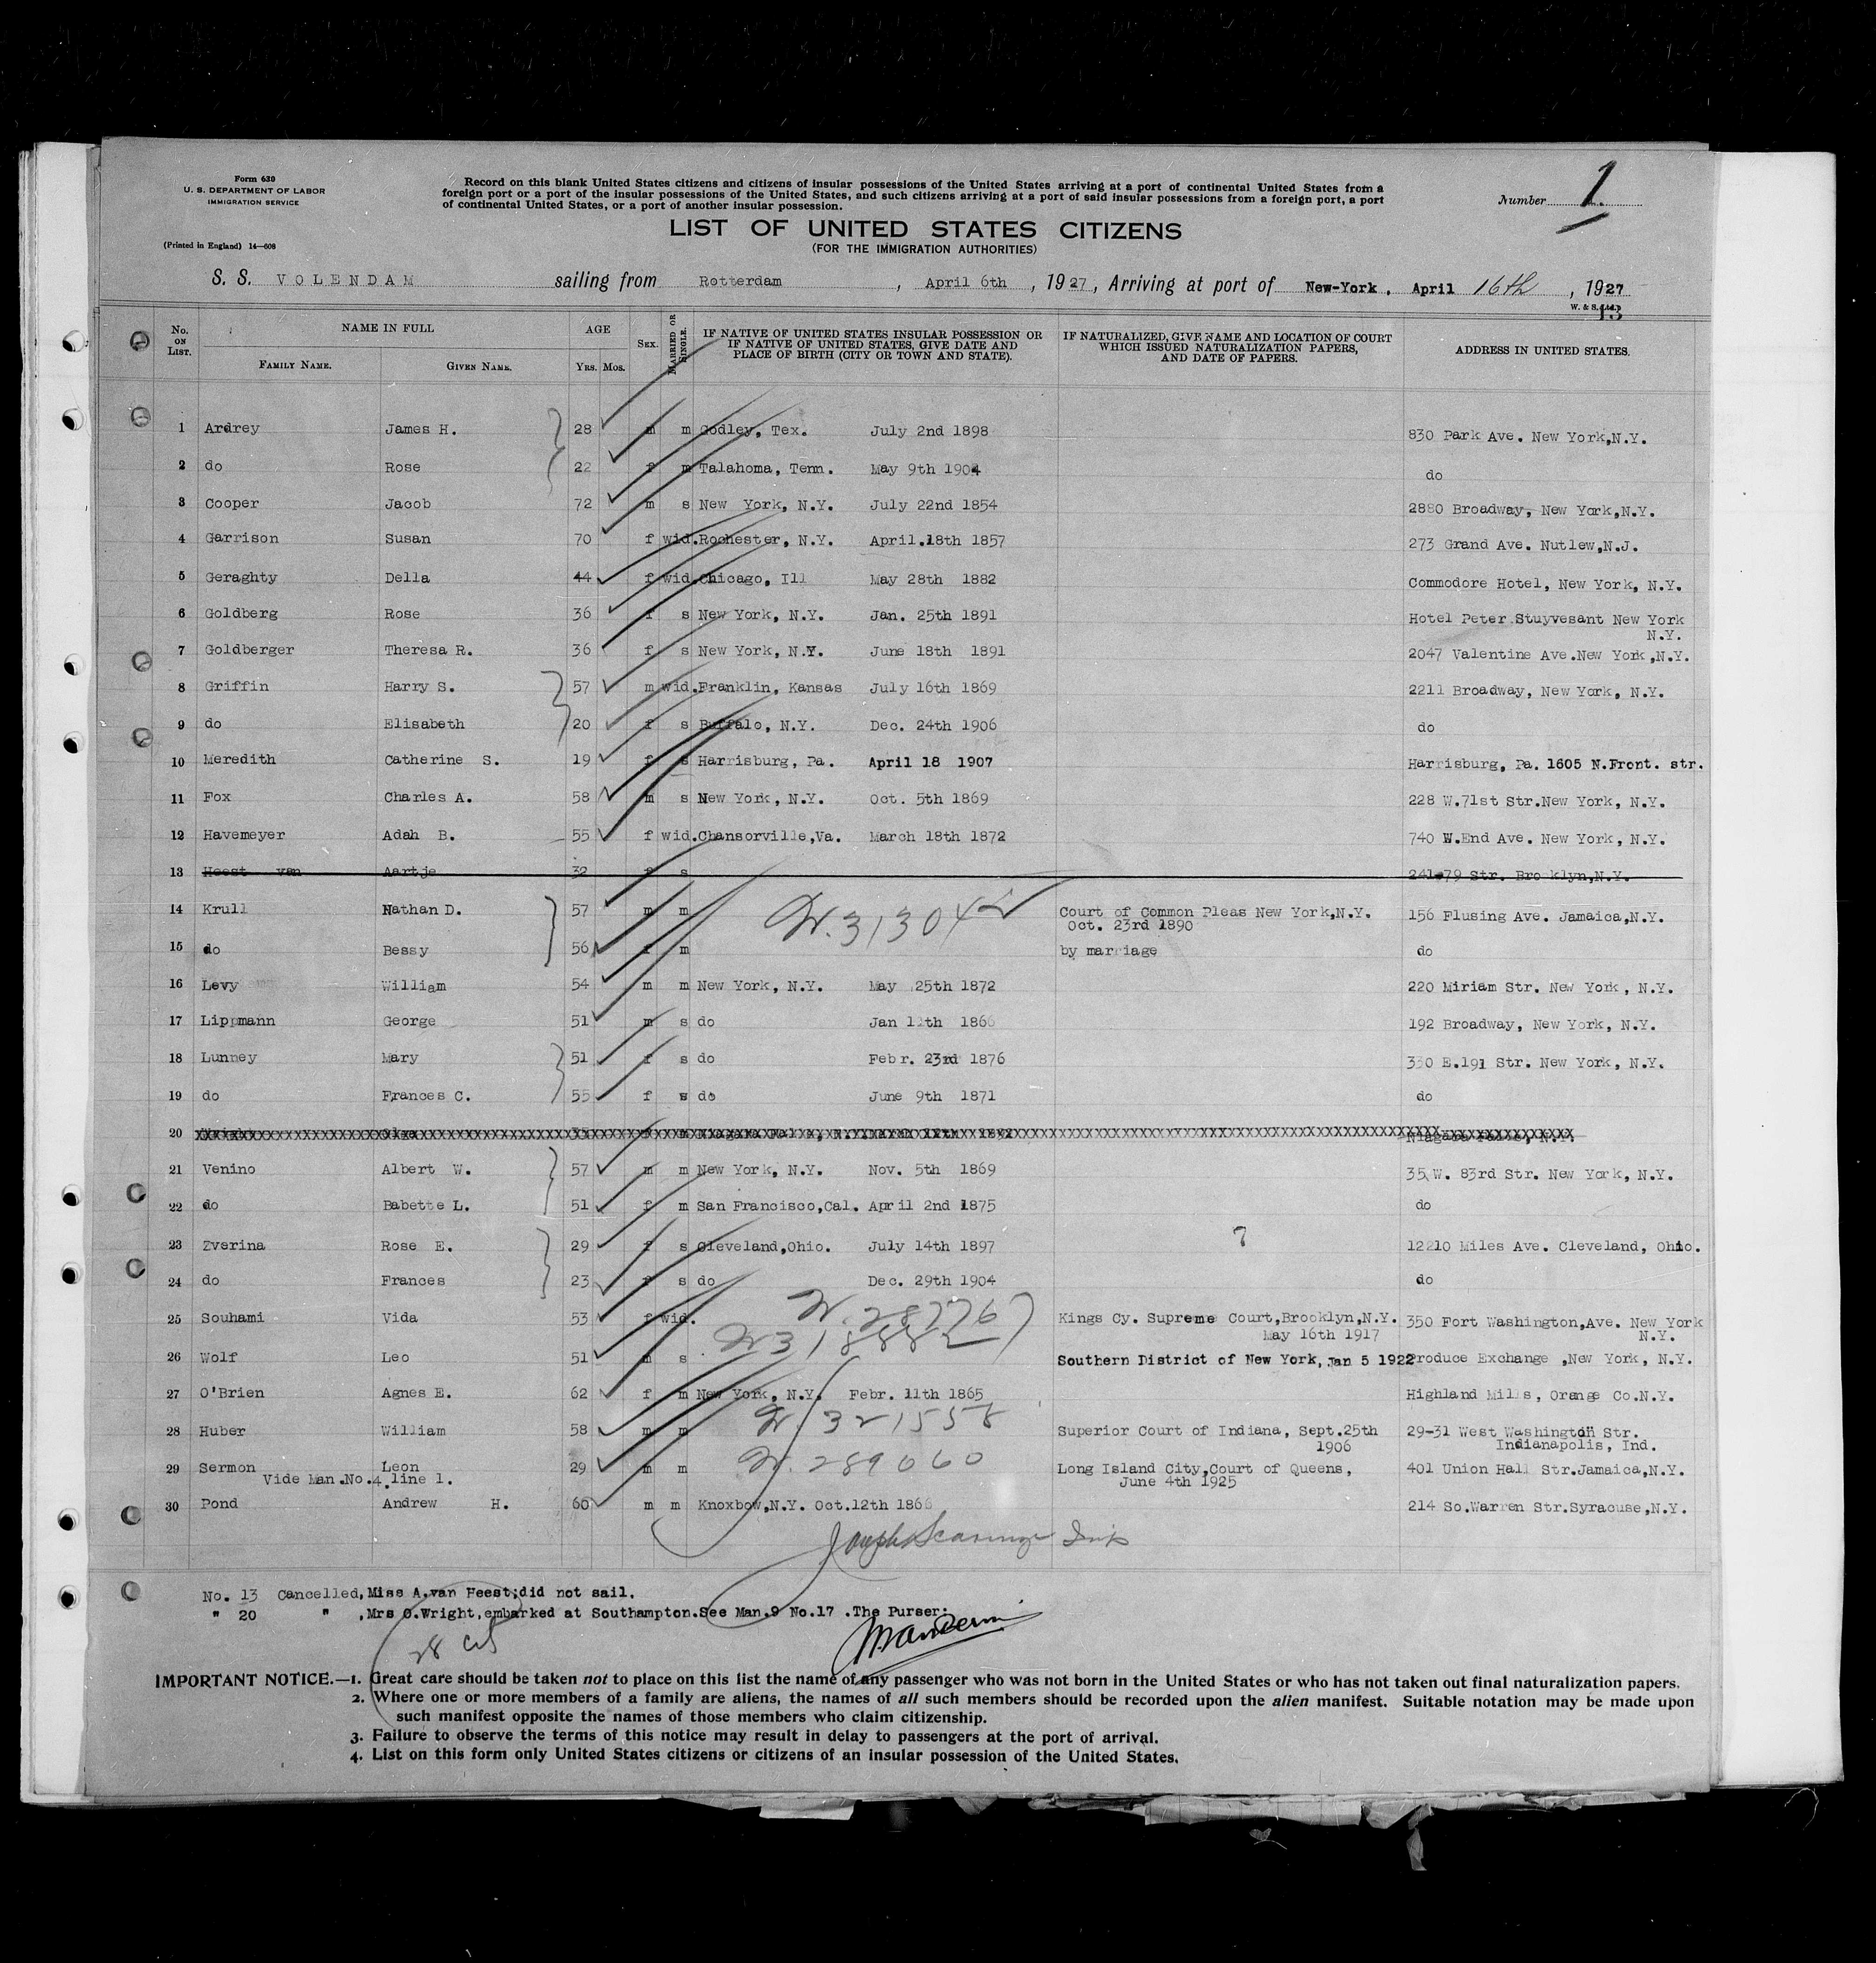 Form 630
U. S. DEPARTMENT OF LABOR
IMMIGRATION SERVICE
(Printed in England) 14—608
Record on this blank United States citizens and citizens of insular possessions of the United States arriving at a port of continental United States from a
foreign port or a port of the insular possessions of the United States, and such citizens arriving at a port of said insular possessions from a foreign port, a port
of continental United States, or a port of another insular possession.
Number 1.
LIST OF UNITED STATES CITIZENS
(FOR THE IMMIGRATION AUTHORITIES)
S. S. VOLENDAM sailing from Rotterdam, April 6th, 1927, Arriving at port of New-York. April 16th, 1927
W. & S. Ltd.
13
No. ON LIST. NAME IN FULL FAMILY NAME. GIVEN NAME. AGE YRS. MOS. SEX. MARRIED OR SINGLE. IF NATIVE OF UNITED STATES INSULAR POSSESSION OR IF NATIVE OF UNITED STATES, GIVE DATE AND PLACE OF BIRTH (CITY OR TOWN AND STATE). IF NATURALIZED, GIVE NAME AND LOCATION OF COURT WHICH ISSUED NATURALIZATION PAPERS, AND DATE OF PAPERS. ADDRESS IN UNITED STATES.
1 Ardrey James H. 28 m m Godley, Tex. July 2nd 1898 830 Park Ave. New York,N.Y.
2 do Rose 22 f m Talahoma, Tenn. May 9th 1904 do
3 Cooper Jacob 72 m s New York, N.Y. July 22nd 1854 2880 Broadway, New York,N.Y.
4 Garrison Susan 70 f wid. Rochester, N.Y. April.18th 1857 273 Grand Ave. Nutlew,N.J.
5 Geraghty Della 44 f wid. Chicago, Ill May 28th 1882 Commodore Hotel, New York, N.Y.
6 Goldberg Rose 36 f s New York, N.Y. Jan. 25th 1891 Hotel Peter Stuyvesant New York
N.Y.
7 Goldberger Theresa R. 36 f s New York, N.Y. June 18th 1891 2047 Valentine Ave.New York,N.Y.
8 Griffin Harry S. 57 m wid. Franklin, Kansas July 16th 1869 2211 Broadway, New York, N.Y.
9 do Elisabeth 20 f s Buffalo, N.Y. Dec. 24th 1906 do
10 Meredith Catherine S. 19 f s Harrisburg, Pa. April 18 1907 Harrisburg, Pa. 1605 N.Front. str.
11 Fox Charles A. 58 m s New York, N.Y. Oct. 5th 1869 228 W.71st Str.New York, N.Y.
12 Havemeyer Adah B. 55 f wid. Chansorville,Va. March 18th 1872 740 W.End Ave. New York, N.Y.
13 Heest van Aartje 32 f s 241 79 Str. Bro klyn,N.Y.
14 Krull Nathan D. 57 m m Court of Common Pleas New York,N.Y. 156 Flusing Ave. Jamaica,N.Y.
Oct. 23rd 1890
15 do Bessy 56 f m by marriage do
16 Levy William 54 m m New York, N.Y. May 25th 1872 220 Miriam Str. New York, N.Y.
17 Lippmann George 51 m s do Jan 1866 192 Broadway, New York, N.Y.
18 Lunney Mary 51 f s do Febr. 23rd 1876 330 E.191 Str. New York, N.Y.
19 do Frances C. 55 f s do June 9th 1871 do
20 m Niagara Falls, N.Y.
21 Venino Albert W. 57 m m New York, N.Y. Nov. 5th 1869 35 W. 83rd Str. New York, N.Y.
22 do Babette L. 51 f m San Francisco,Cal. April 2nd 1875 do
23 Zverina Rose E. 29 f s Cleveland,Ohio. July 14th 1897 7 12210 Miles Ave. Cleveland, Ohio.
24 do Frances 23 f s do Dec. 29th 1904 do
25 Souhami Vida 53 f wid. Kings Cy. Supreme Court,Brooklyn,N.Y. 350 Fort Washington,Ave. New York
May 16th 1917 N.Y.
26 Wolf Leo 51 m s Southern District of New York, Jan 5 1922 Produce Exchange ,New York, N.Y.
27 O'Brien Agnes E. 62 f m New York, N.Y. Febr. 11th 1865 Highland Mills, Orange Co.N.Y.
28 Huber William 58 m m Superior Court of Indiana, Sept.25th 29-31 West Washington Str.
1906 Indianapolis, Ind.
29 Sermon Leon 29 m m N. 289060 Long Island City,Court of Queens, 401 Union Hall Str.Jamaica,N.Y.
Vide Man.No.4 line 1. June 4th 1925
30 Pond Andrew H. 60 m m Knoxbow,N.Y. Oct.12th 1866 214 So.Warren Str.Syracuse,N.Y.
No. 13 Cancelled,Miss A.van Heest;did not sail.
" 20 " ,Mrs O.Wright,embarked at Southampton.See Man.9 No.17 .The Purser:
IMPORTANT NOTICE.—1. Great care should be taken not to place on this list the name of any passenger who was not born in the United States or who has not taken out final naturalization papers.
2. Where one or more members of a family are aliens, the names of all such members should be recorded upon the alien manifest. Suitable notation may be made upon
such manifest opposite the names of those members who claim citizenship.
3. Failure to observe the terms of this notice may result in delay to passengers at the port of arrival.
4. List on this form only United States citizens or citizens of an insular possession of the United States.